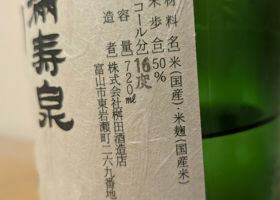 満寿泉
材料名]米(国産)・米麹(国産米
米歩合]50%
コール分]16度
容量]720ml
造者]株式会社桝田酒造店
富山市東岩瀬町二六九番地